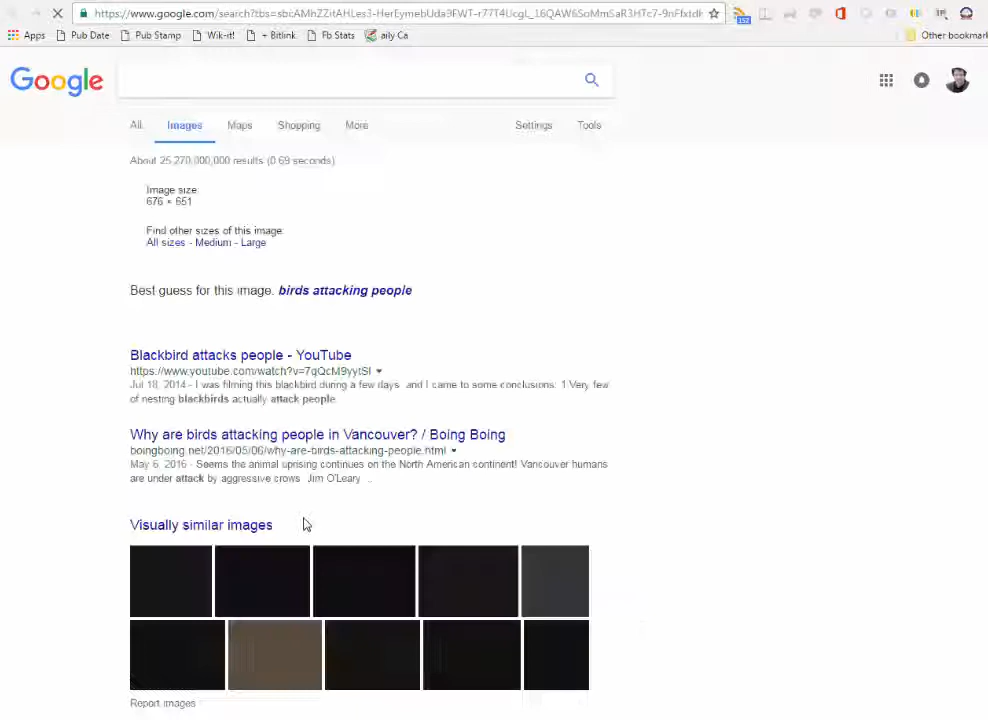 https://www.google.com/search?tbs=
152
Apps Pub Date Pub Stamp Wik-it! + Bitlink Fb Stats aily Ca Other bookmark
Google
All Images Maps Shopping More Settings Tools
About 25,270,000,000 results (0.69 seconds)
Image size:
676 × 651
Find other sizes of this image:
All sizes - Medium - Large
Best guess for this image: birds attacking people
Blackbird attacks people - YouTube
https://www.youtube.com/watch?v=7qQcM9yytSI
Jul 18, 2014 - I was filming this blackbird during a few days. and I came to some conclusions: 1.Very few
of nesting blackbirds actually attack people.
Why are birds attacking people in Vancouver? / Boing Boing
boingboing.net/2016/05/06/why-are-birds-attacking-people.html
May 6, 2016 - Seems the animal uprising continues on the North American continent! Vancouver humans
are under attack by aggressive crows. Jim O'Leary ...
Visually similar images
Report images